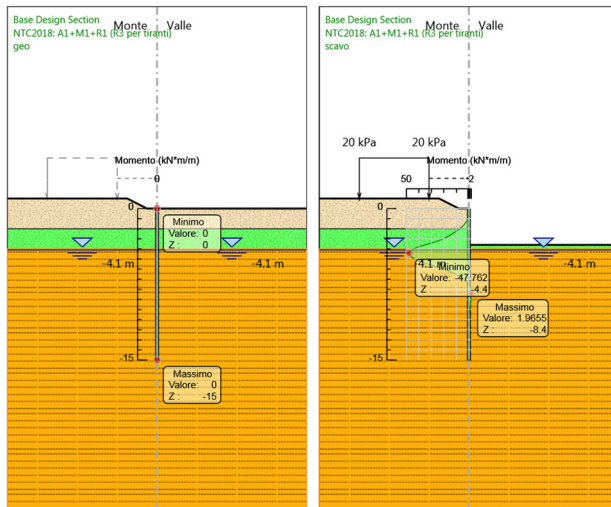 Base Design Section
Monte Valle
NTC2018: A1+M1+R1 (R3 per tiranti)
geo
Momento (kN*m/m)
0
0
Minimo
Valore: 0
Z : 0
-4.1 m
-4.1 m
-15
Massimo
Valore: 0
Z : -15
Base Design Section
Monte Valle
NTC2018: A1+M1+R1 (R3 per tiranti)
scavo
20 kPa
20 kPa
Momento (kN*m/m)
50
2
0
-4.1 m
-4.1 m
Minimo
Valore: -47.762
Z : -4.4
Massimo
Valore: 1.9655
Z : -8.4
-15